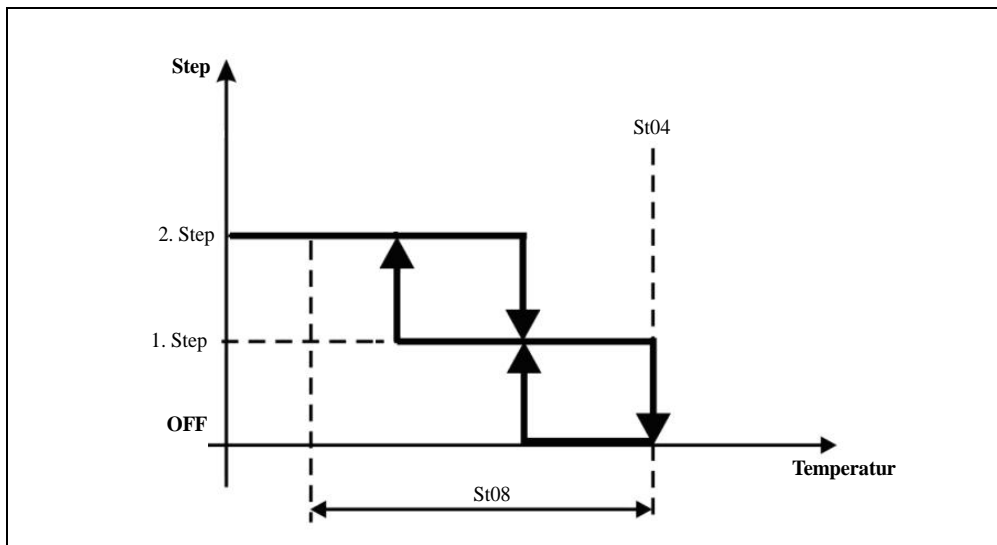 Step
St04
2. Step
1. Step
OFF
Temperatur
St08